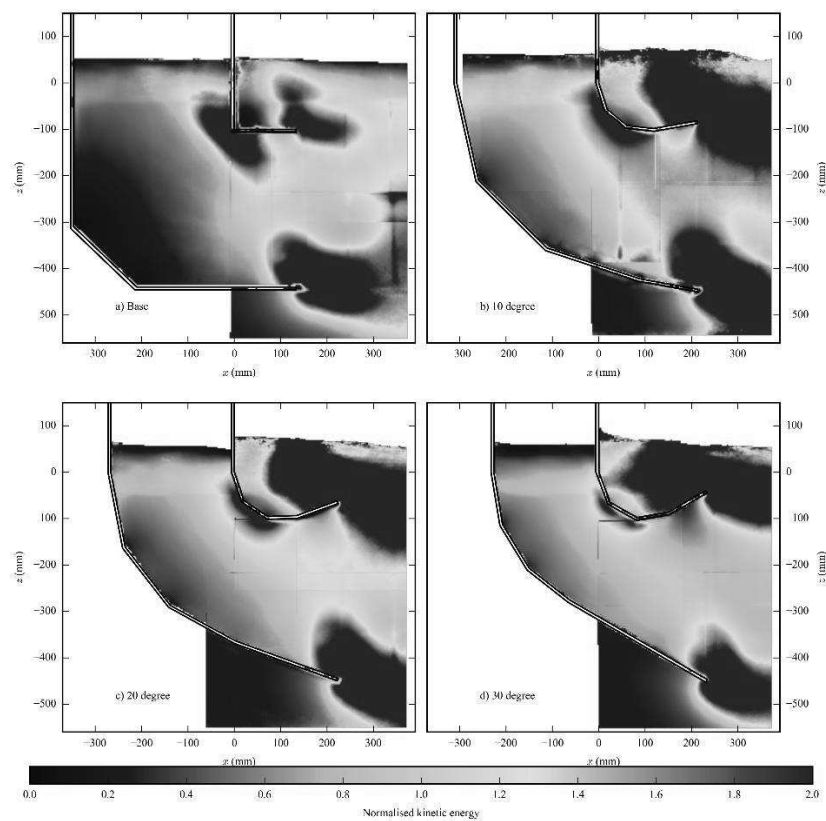 100
0
−100
−200
−300
−400
500
z (mm)
a) Base
300 200 100 0 100 200 300
x (mm)
100
0
−100
−200
−300
−400
500
z (mm)
b) 10 degree
300 200 100 0 100 200 300
x (mm)
100
0
100
200
−300
−400
−500
z (mm)
c) 20 degree
−300 −200 −100 0 100 200 300
x (mm)
100
0
100
200
300
−400
−500
z (mm)
d) 30 degree
−300 −200 −100 0 100 200 300
x (mm)
0.0 0.2 0.4 0.6 0.8 1.0 1.2 1.4 1.6 1.8 2.0
Normalised kinetic energy